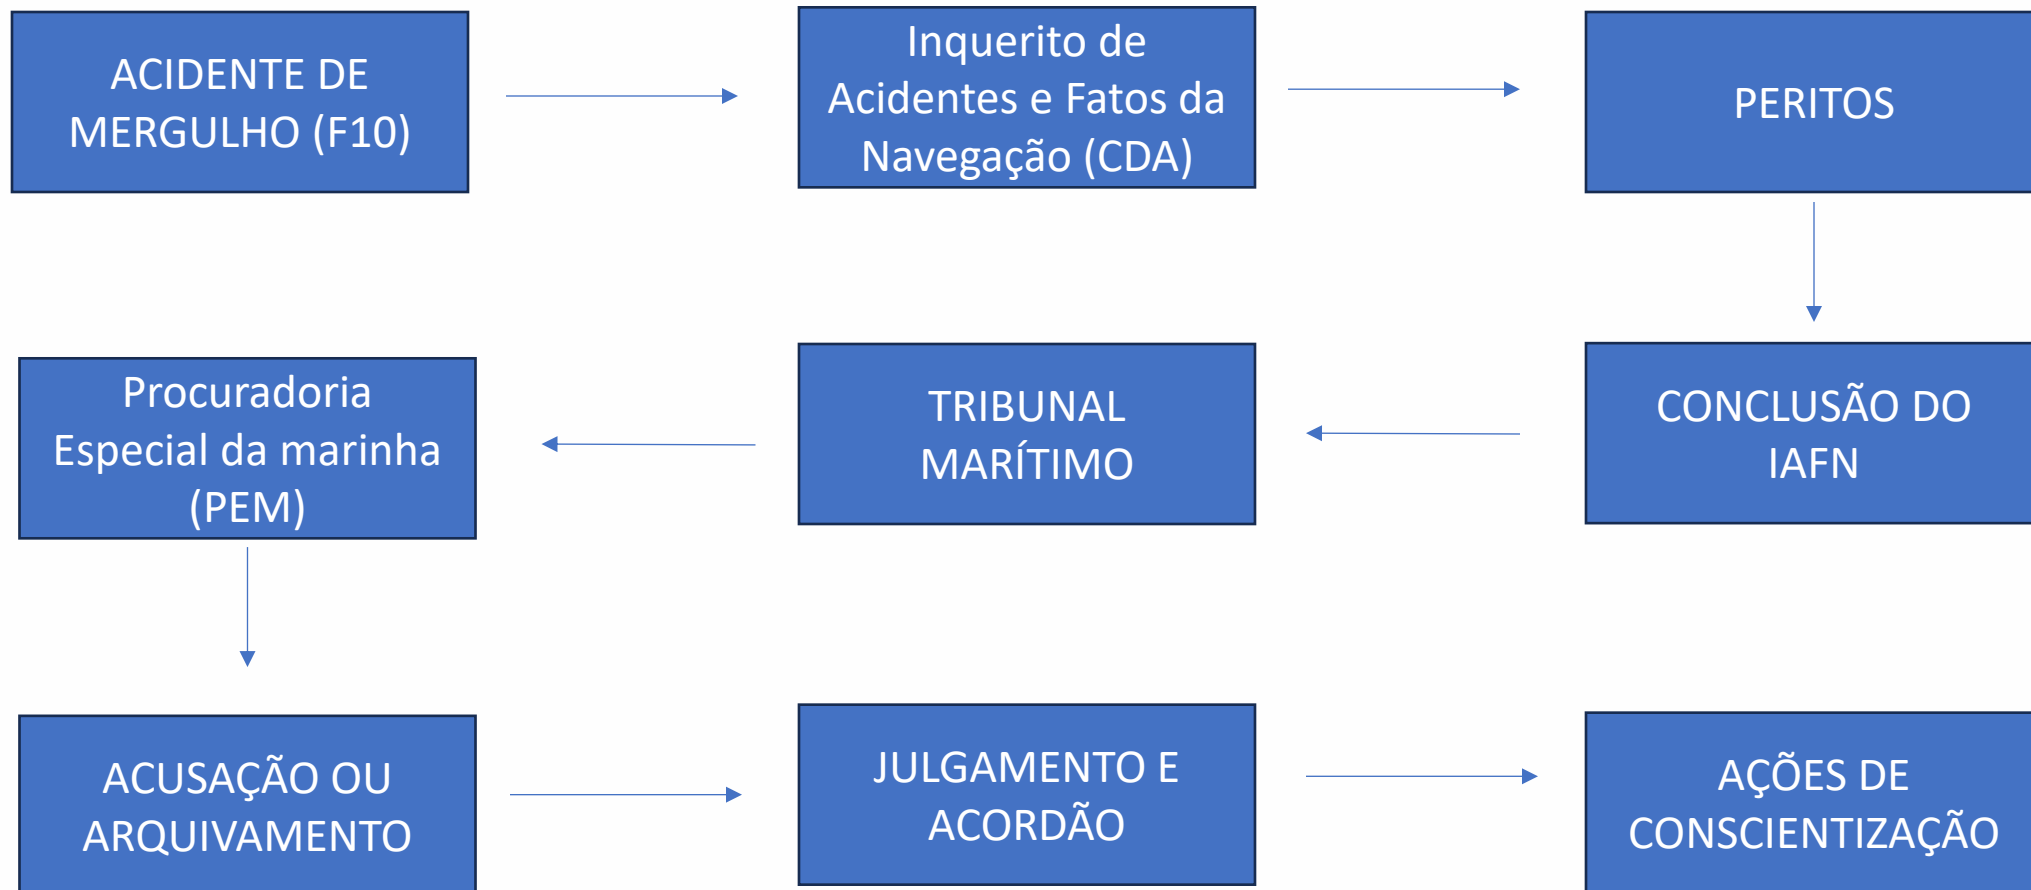 ACIDENTE DE
MERGULHO (F10)
Inquerito de
Acidentes e Fatos da
Navegação (CDA)
PERITOS
CONCLUSÃO DO
IAFN
TRIBUNAL
MARÍTIMO
Procuradoria
Especial da marinha
(PEM)
ACUSAÇÃO OU
ARQUIVAMENTO
JULGAMENTO E
ACORDÃO
AÇÕES DE
CONSCIENTIZAÇÃO